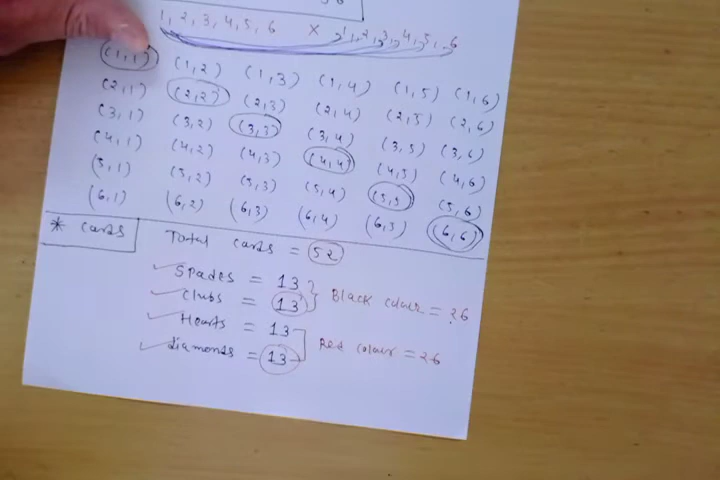 1, 2, 3, 4, 5, 6 × 1, 2, 3, 4, 5, 6
(1,1) (1,2) (1,3) (1,4) (1,5) (1,6)
(2,1) (2,2) (2,3) (2,4) (2,5) (2,6)
(3,1) (3,2) (3,3) (3,4) (3,5) (3,6)
(4,1) (4,2) (4,3) (4,4) (4,5) (4,6)
(5,1) (5,2) (5,3) (5,4) (5,5) (5,6)
(6,1) (6,2) (6,3) (6,4) (6,5) (6,6)
* Cards Total cards = 52
✓ Spades = 13
✓ Clubs = 13 } Black colour = 26
✓ Hearts = 13
✓ diamonds = 13 ] Red colour = 26